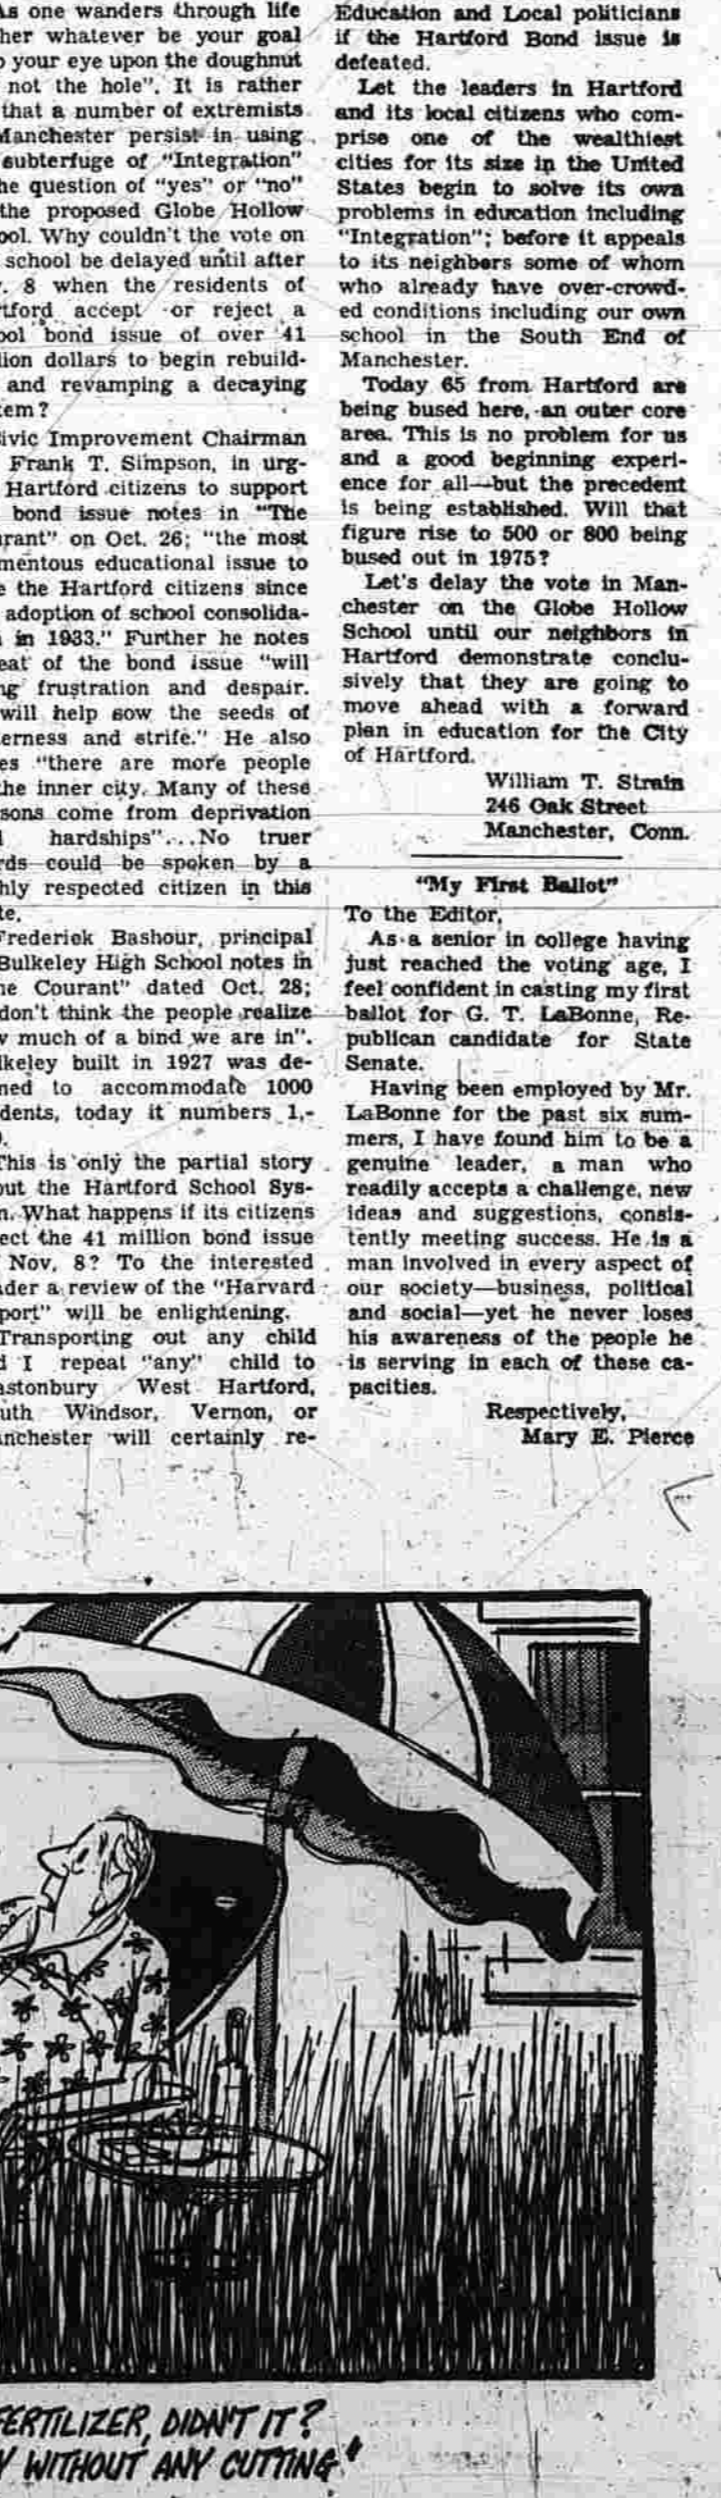 As one wanders through life
her whatever be your goal
p your eye upon the doughnut
not the hole". It is rather
that a number of extremists
Manchester persist in using
subterfuge of "Integration"
he question of "yes" or "no"
the proposed Globe Hollow
ool. Why couldn't the vote on
school be delayed until after
v. 8 when the residents of
rtford accept or reject a
ool bond issue of over 41
lion dollars to begin rebuild-
and revamping a decaying
tem?
ivic Improvement Chairman
Frank T. Simpson, in urg-
Hartford citizens to support
bond issue notes in "The
urant" on Oct. 26; "the most
mentous educational issue to
e the Hartford citizens since
adoption of school consolida-
n in 1933." Further he notes
eat of the bond issue "will
ng frustration and despair.
will help sow the seeds of
erness and strife." He also
es "there are more people
the inner city. Many of these
sons come from deprivation
d hardships"...No truer
rds could be spoken by a
hly respected citizen in this
te.
Frederick Bashour, principal
Bulkeley High School notes in
he Courant" dated Oct. 28;
don't think the people realize
w much of a bind we are in".
lkeley built in 1927 was de-
ned to accommodate 1000
dents, today it numbers 1,-
0.
This is only the partial story
out the Hartford School Sys-
m. What happens if its citizens
ect the 41 million bond issue
Nov. 8? To the interested
ader a review of the "Harvard
port" will be enlightening.
Transporting out any child
d I repeat "any" child to
astonbury West Hartford,
uth Windsor, Vernon, or
anchester will certainly re-
Education and Local politicians
if the Hartford Bond issue is
defeated.
Let the leaders in Hartford
and its local citizens who com-
prise one of the wealthiest
cities for its size in the United
States begin to solve its own
problems in education including
"Integration"; before it appeals
to its neighbors some of whom
who already have over-crowd-
ed conditions including our own
school in the South End of
Manchester.
Today 65 from Hartford are
being bused here, an outer core
area. This is no problem for us
and a good beginning experi-
ence for all—but the precedent
is being established. Will that
figure rise to 500 or 800 being
bused out in 1975?
Let's delay the vote in Man-
chester on the Globe Hollow
School until our neighbors in
Hartford demonstrate conclu-
sively that they are going to
move ahead with a forward
plan in education for the City
of Hartford.
William T. Strain
246 Oak Street
Manchester, Conn.
"My First Ballot"
To the Editor,
As a senior in college having
just reached the voting age, I
feel confident in casting my first
ballot for G. T. LaBonne, Re-
publican candidate for State
Senate.
Having been employed by Mr.
LaBonne for the past six sum-
mers, I have found him to be a
genuine leader, a man who
readily accepts a challenge, new
ideas and suggestions, consis-
tently meeting success. He is a
man involved in every aspect of
our society—business, political
and social—yet he never loses
his awareness of the people he
is serving in each of these ca-
pacities.
Respectively,
Mary E. Pierce
FERTILIZER, DIDN'T IT?
Y WITHOUT ANY CUTTING."